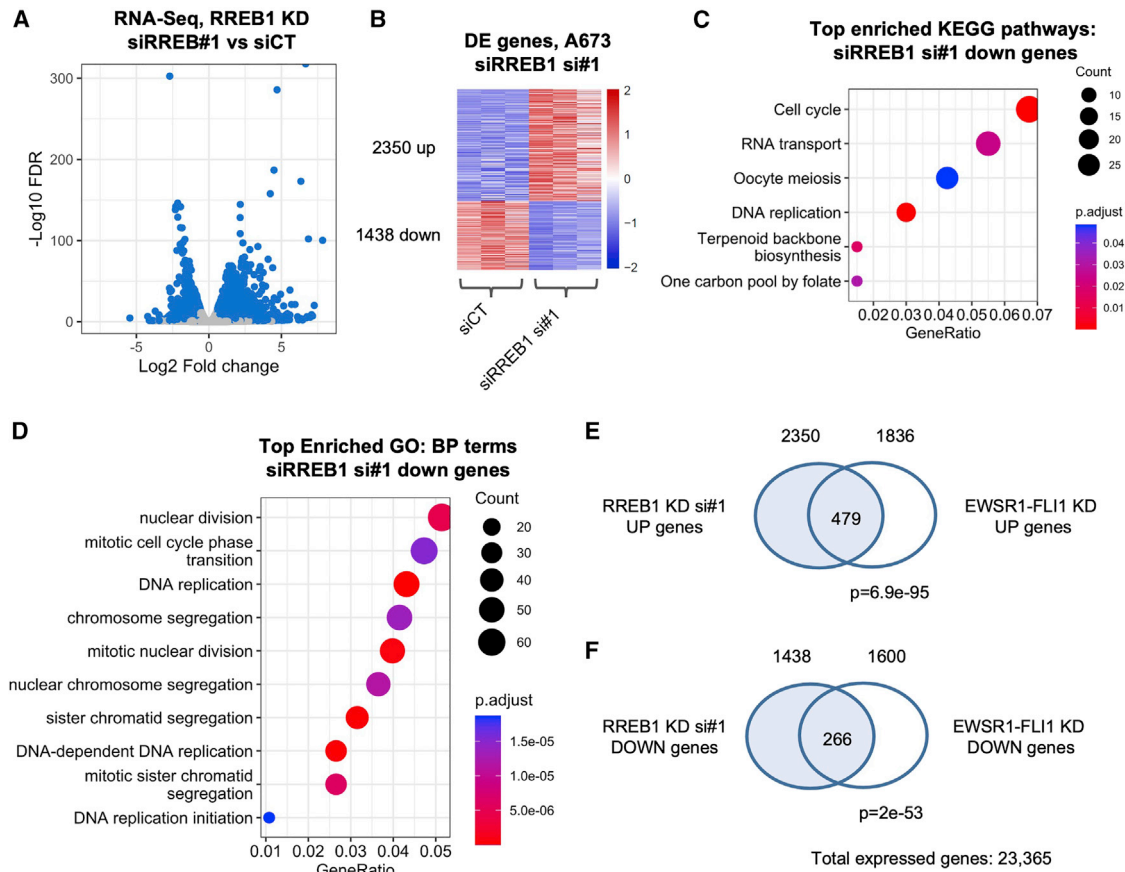 A
RNA-Seq, RREB1 KD
siRREB#1 vs siCT
-Log10 FDR
300
200
100
0
-5
0
5
Log2 Fold change
B
DE genes, A673
siRREB1 si#1
2350 up
1438 down
2
1
0
−1
−2
siCT
siRREB1 si#1
C
Top enriched KEGG pathways:
siRREB1 si#1 down genes
Cell cycle
RNA transport
Oocyte meiosis
DNA replication
Terpenoid backbone
biosynthesis
One carbon pool by folate
0.02 0.03 0.04 0.05 0.06 0.07
GeneRatio
Count
10
15
20
25
p.adjust
0.04
0.03
0.02
0.01
D
Top Enriched GO: BP terms
siRREB1 si#1 down genes
nuclear division
mitotic cell cycle phase
transition
DNA replication
chromosome segregation
mitotic nuclear division
nuclear chromosome segregation
sister chromatid segregation
DNA-dependent DNA replication
mitotic sister chromatid
segregation
DNA replication initiation
0.01 0.02 0.03 0.04 0.05
GeneRatio
Count
20
30
40
50
60
p.adjust
1.5e-05
1.0e-05
5.0e-06
E
2350
1836
RREB1 KD si#1
UP genes
479
EWSR1-FLI1 KD
UP genes
p=6.9e-95
F
1438
1600
RREB1 KD si#1
DOWN genes
266
EWSR1-FLI1 KD
DOWN genes
p=2e-53
Total expressed genes: 23,365